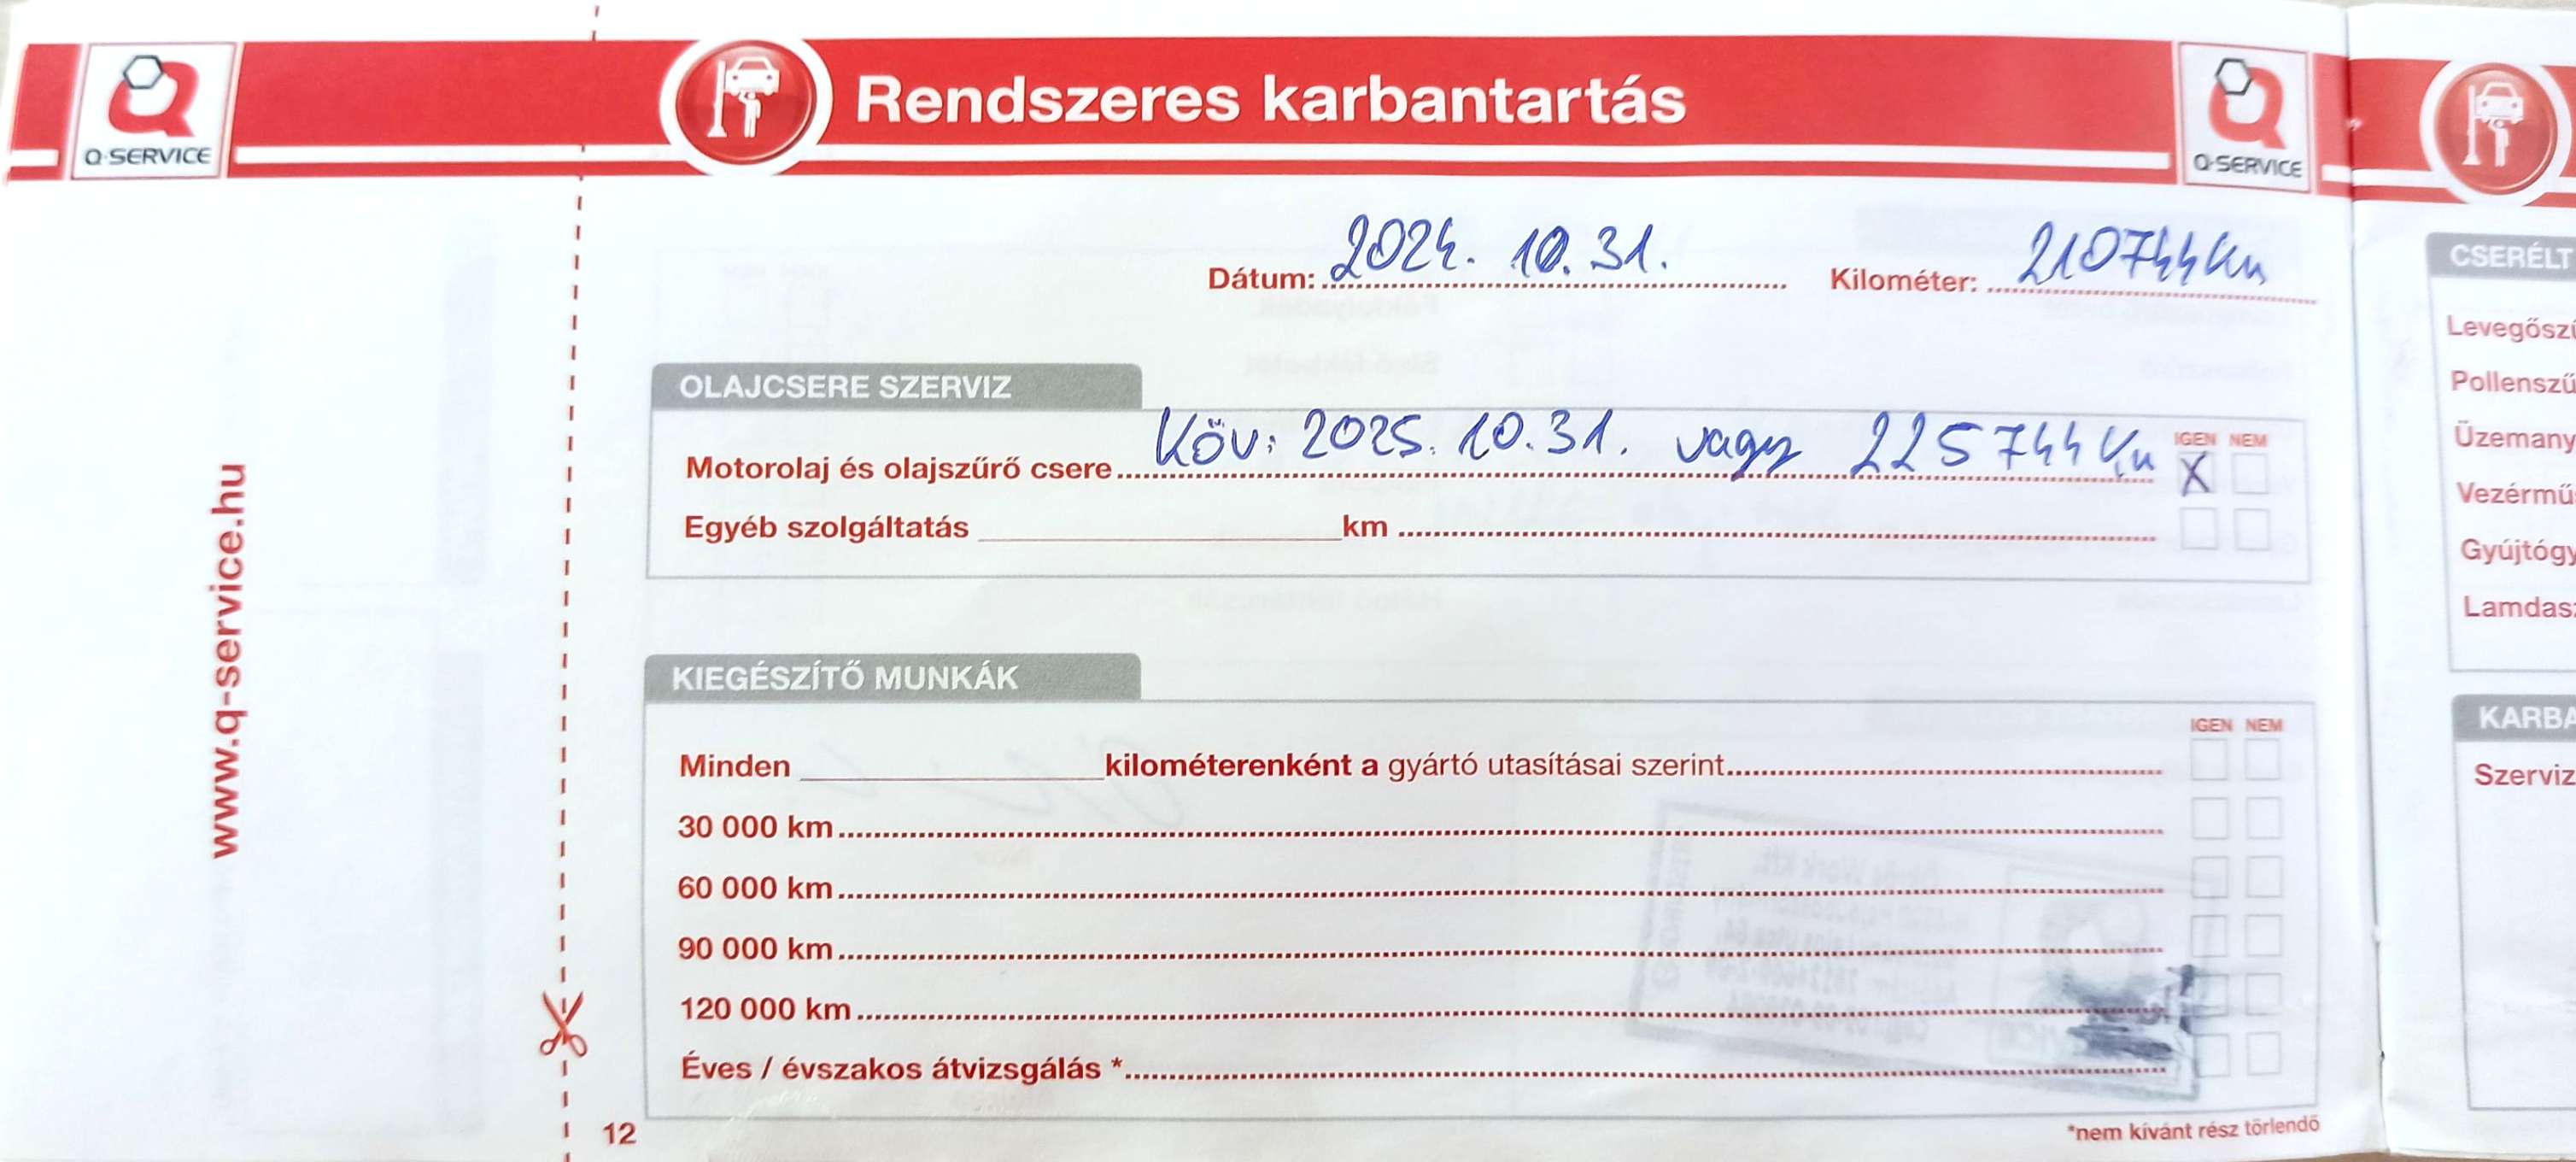 Q-SERVICE
Rendszeres karbantartás
Q-SERVICE
www.q-service.hu
Dátum: 2024. 10. 31. Kilométer: 210744 km
OLAJCSERE SZERVIZ
IGEN NEM
Motorolaj és olajszűrő csere Köv: 2025. 10. 31. vagy 225744 km X
Egyéb szolgáltatás km
KIEGÉSZÍTŐ MUNKÁK
IGEN NEM
Minden kilométerenként a gyártó utasításai szerint
30 000 km
60 000 km
90 000 km
120 000 km
Éves / évszakos átvizsgálás *
12
*nem kívánt rész törlendő
CSERÉLT
Levegősz
Pollenszű
Üzemany
Vezérmű
Gyújtógy
Lamdas
KARBA
Szerviz